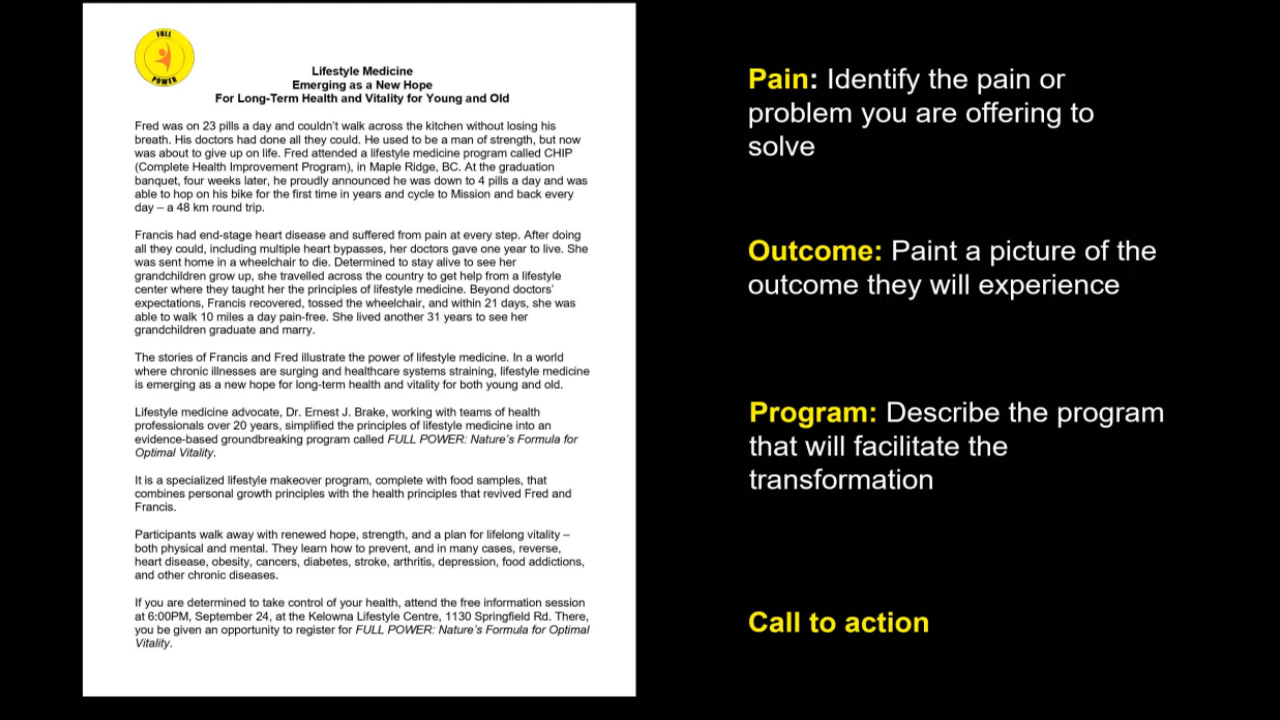 FULL
POWER
Lifestyle Medicine
Emerging as a New Hope
For Long-Term Health and Vitality for Young and Old
Fred was on 23 pills a day and couldn't walk across the kitchen without losing his
breath. His doctors had done all they could. He used to be a man of strength, but now
was about to give up on life. Fred attended a lifestyle medicine program called CHIP
(Complete Health Improvement Program), in Maple Ridge, BC. At the graduation
banquet, four weeks later, he proudly announced he was down to 4 pills a day and was
able to hop on his bike for the first time in years and cycle to Mission and back every
day – a 48 km round trip.
Francis had end-stage heart disease and suffered from pain at every step. After doing
all they could, including multiple heart bypasses, her doctors gave one year to live. She
was sent home in a wheelchair to die. Determined to stay alive to see her
grandchildren grow up, she travelled across the country to get help from a lifestyle
center where they taught her the principles of lifestyle medicine. Beyond doctors'
expectations, Francis recovered, tossed the wheelchair, and within 21 days, she was
able to walk 10 miles a day pain-free. She lived another 31 years to see her
grandchildren graduate and marry.
The stories of Francis and Fred illustrate the power of lifestyle medicine. In a world
where chronic illnesses are surging and healthcare systems straining, lifestyle medicine
is emerging as a new hope for long-term health and vitality for both young and old.
Lifestyle medicine advocate, Dr. Ernest J. Brake, working with teams of health
professionals over 20 years, simplified the principles of lifestyle medicine into an
evidence-based groundbreaking program called FULL POWER: Nature's Formula for
Optimal Vitality.
It is a specialized lifestyle makeover program, complete with food samples, that
combines personal growth principles with the health principles that revived Fred and
Francis.
Participants walk away with renewed hope, strength, and a plan for lifelong vitality –
both physical and mental. They learn how to prevent, and in many cases, reverse,
heart disease, obesity, cancers, diabetes, stroke, arthritis, depression, food addictions,
and other chronic diseases.
If you are determined to take control of your health, attend the free information session
at 6:00PM, September 24, at the Kelowna Lifestyle Centre, 1130 Springfield Rd. There,
you be given an opportunity to register for FULL POWER: Nature's Formula for Optimal
Vitality.
Pain: Identify the pain or
problem you are offering to
solve
Outcome: Paint a picture of the
outcome they will experience
Program: Describe the program
that will facilitate the
transformation
Call to action